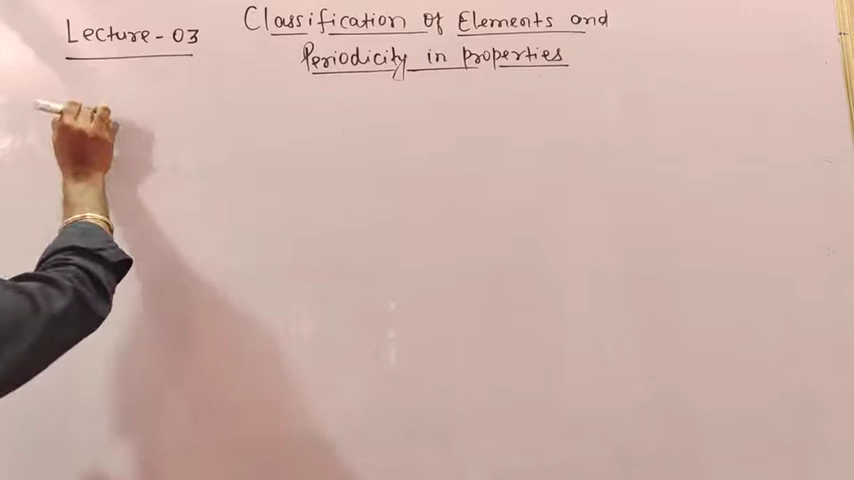 Lecture - 03
Classification of Elements and
Periodicity in properties